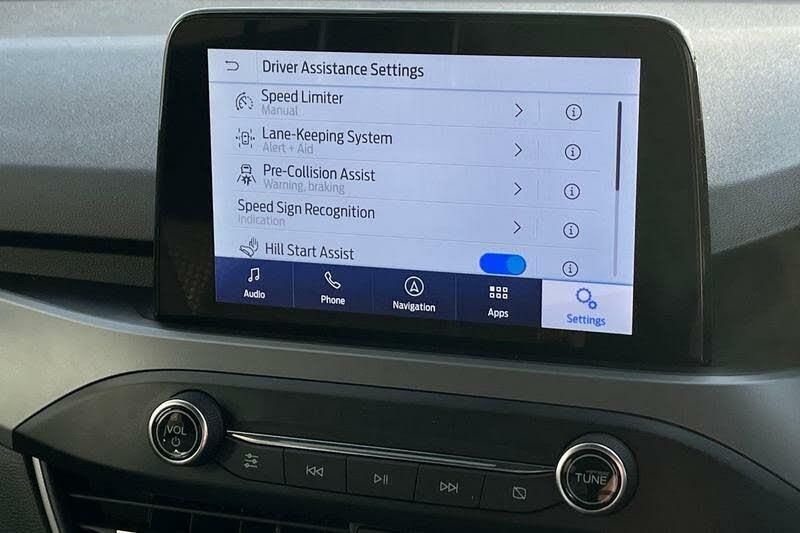 Driver Assistance Settings
Speed Limiter
Manual
Lane-Keeping System
Alert + Aid
Pre-Collision Assist
Warning, braking
Speed Sign Recognition
Indication
Hill Start Assist
Audio
Phone
Navigation
Apps
Settings
VOL
TUNE